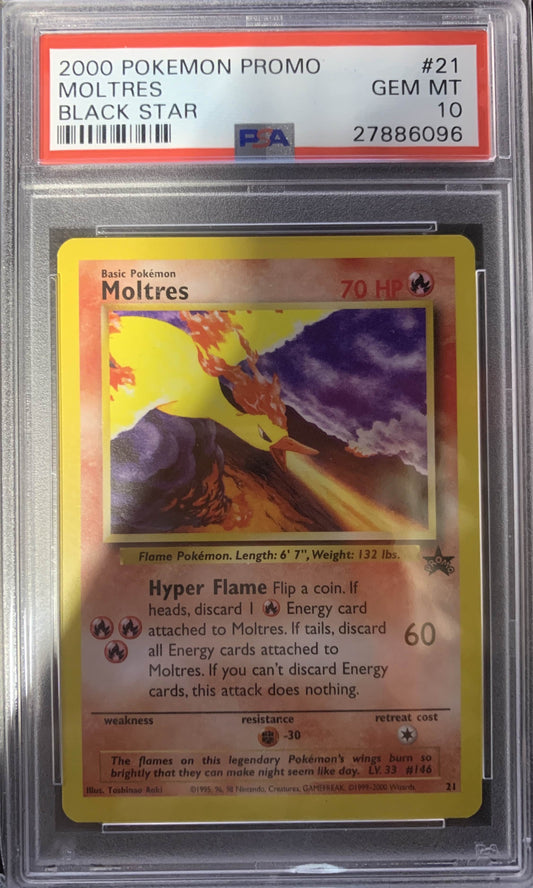 2000 POKEMON PROMO #21
MOLTRES GEM MT
BLACK STAR 10
PSA 27886096
Basic Pokémon
Moltres 70 HP
Flame Pokémon. Length: 6' 7", Weight: 132 lbs.
PROMO
Hyper Flame Flip a coin. If
heads, discard 1 Energy card
attached to Moltres. If tails, discard
all Energy cards attached to
Moltres. If you can't discard Energy
cards, this attack does nothing.
60
weakness resistance retreat cost
-30
The flames on this legendary Pokémon's wings burn so
brightly that they can make night seem like day. LV. 33 #146
Illus. Toshinao Aoki ©1995, 96, 98 Nintendo, Creatures, GAMEFREAK. ©1999-2000 Wizards. 21